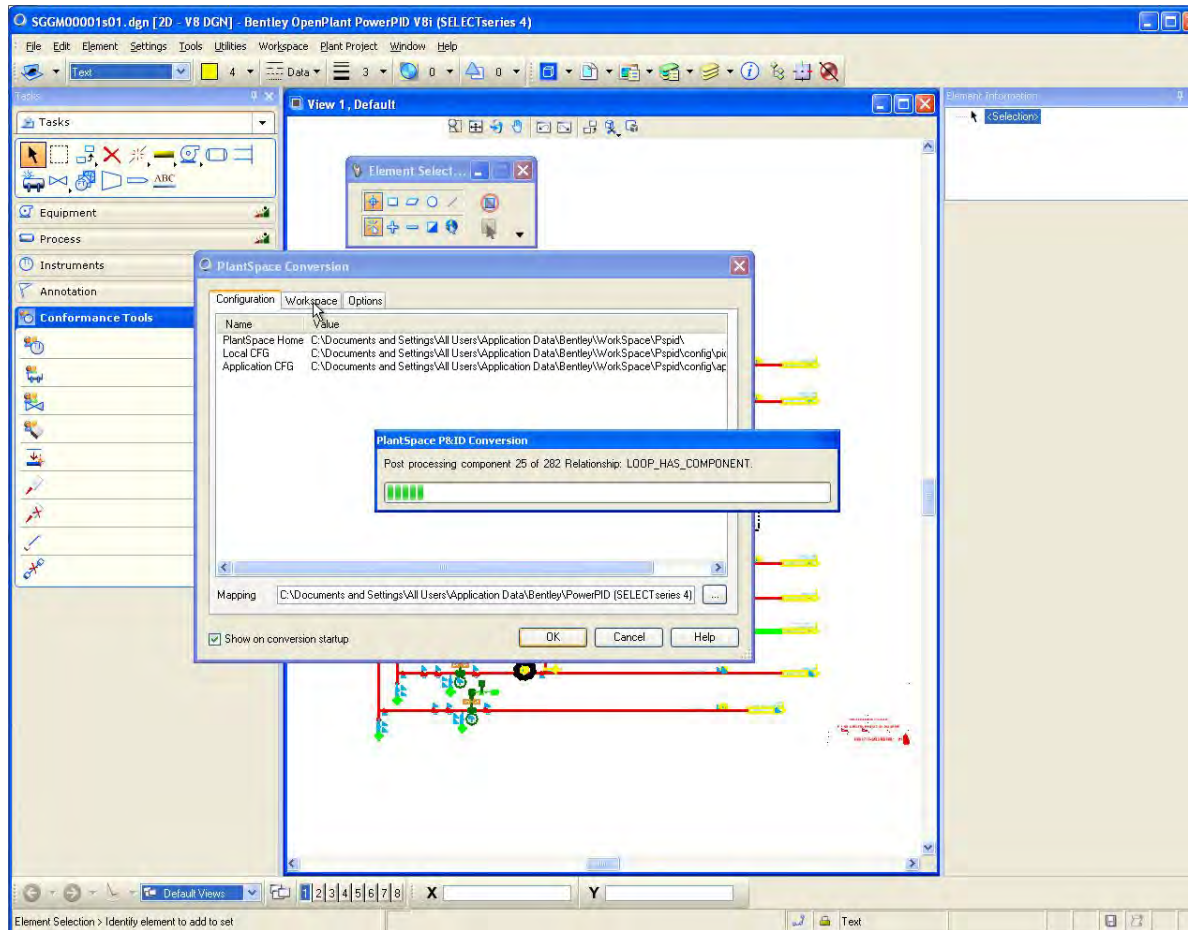 SGGM00001s01.dgn [2D - V8 DGN] - Bentley OpenPlant PowerPID V8i (SELECTseries 4)
File Edit Element Settings Tools Utilities Workspace Plant Project Window Help
Text 4 Data 3 0 0
Tasks
View 1, Default
Element Information
Tasks
<Selection>
Element Select...
ABC
Equipment
Process
Instruments
Annotation
Conformance Tools
PlantSpace Conversion
Configuration Workspace Options
Name Value
PlantSpace Home C:\Documents and Settings\All Users\Application Data\Bentley\WorkSpace\Pspid\
Local CFG C:\Documents and Settings\All Users\Application Data\Bentley\WorkSpace\Pspid\config\pic
Application CFG C:\Documents and Settings\All Users\Application Data\Bentley\WorkSpace\Pspid\config\ap
PlantSpace P&ID Conversion
Post processing component 25 of 282 Relationship: LOOP_HAS_COMPONENT.
Mapping C:\Documents and Settings\All Users\Application Data\Bentley\PowerPID (SELECTseries 4) ...
Show on conversion startup OK Cancel Help
Default Views 1 2 3 4 5 6 7 8 X Y
Element Selection > Identify element to add to set Text